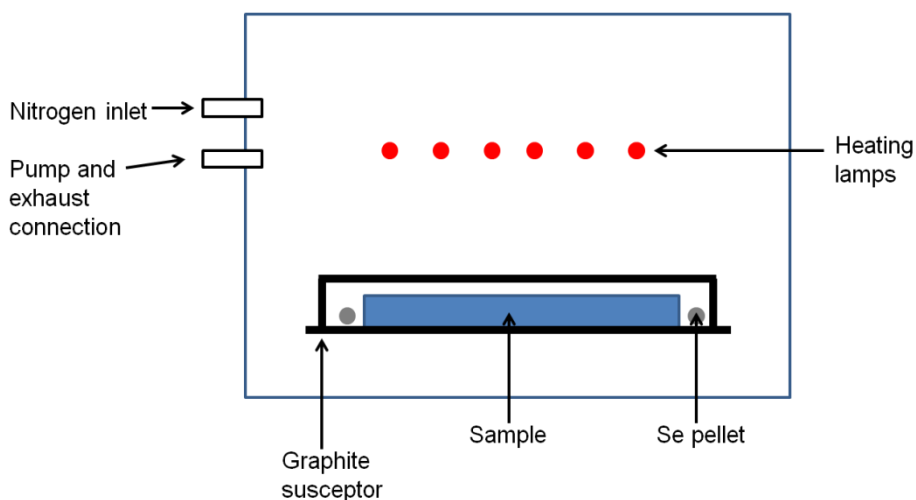 Nitrogen inlet
Pump and
exhaust
connection
Heating
lamps
Graphite
susceptor
Sample
Se pellet